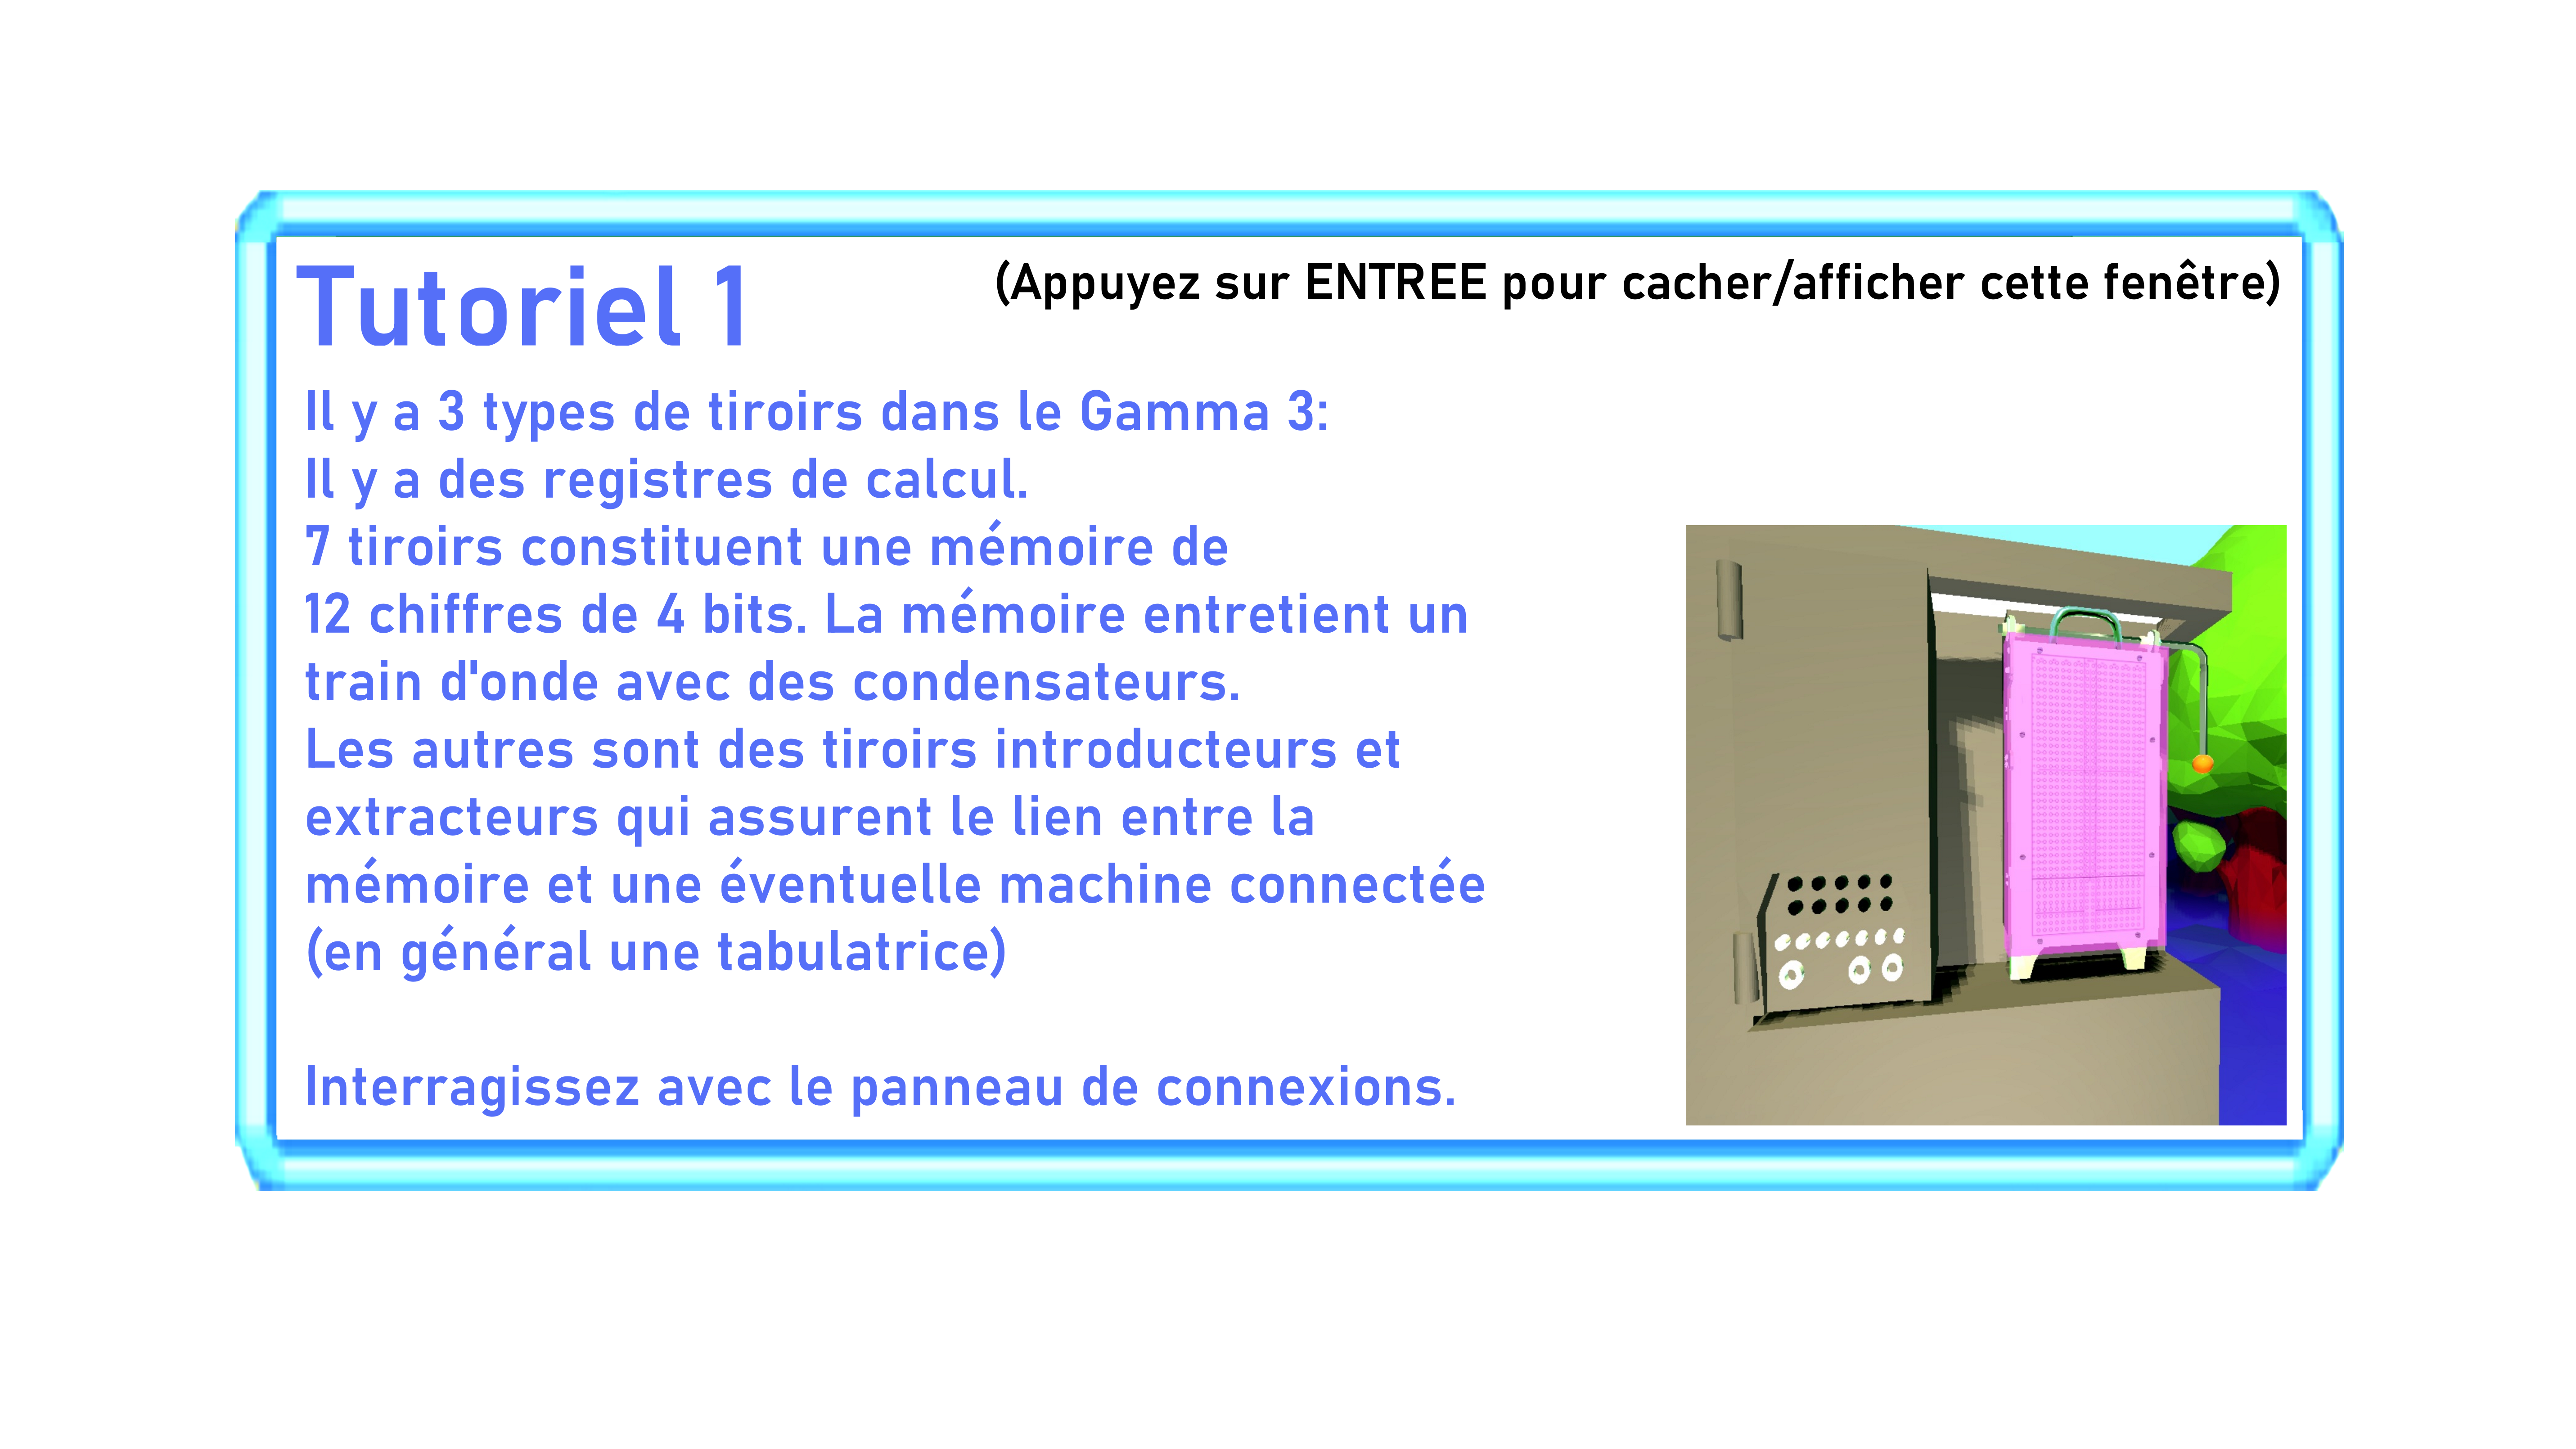 Tutoriel 1
(Appuyez sur ENTREE pour cacher/afficher cette fenêtre)
Il y a 3 types de tiroirs dans le Gamma 3:
Il y a des registres de calcul.
7 tiroirs constituent une mémoire de
12 chiffres de 4 bits. La mémoire entretient un
train d'onde avec des condensateurs.
Les autres sont des tiroirs introducteurs et
extracteurs qui assurent le lien entre la
mémoire et une éventuelle machine connectée
(en général une tabulatrice)
Interragissez avec le panneau de connexions.